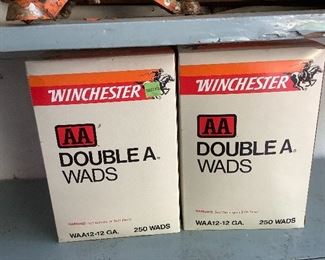 WINCHESTER
AA
DOUBLE A
WADS
WAA12-12 GA. 250 WADS
WINCHESTER
AA
DOUBLE A
WADS
WAA12-12 GA. 250 WADS